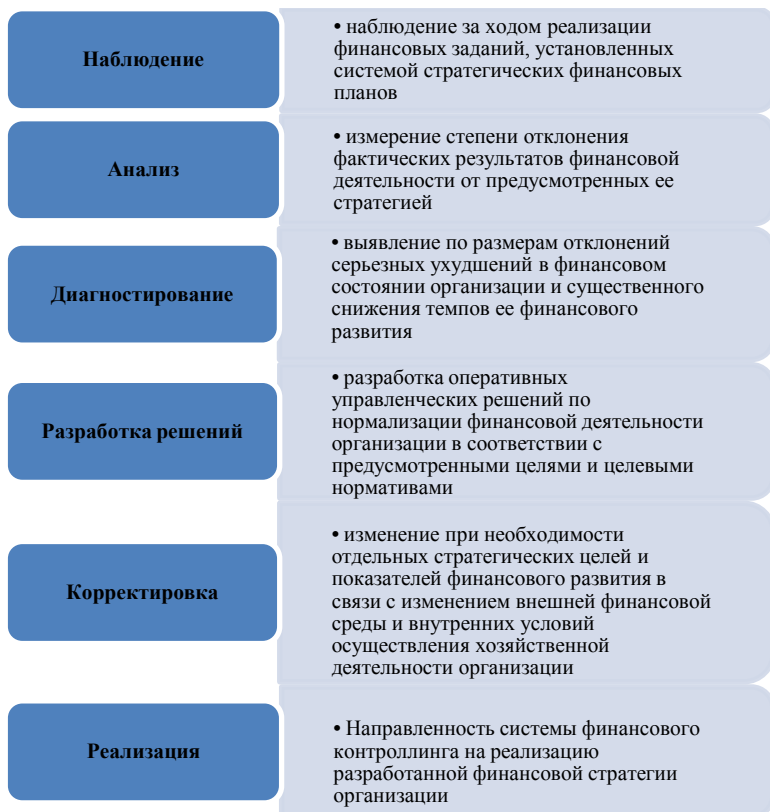 Наблюдение
• наблюдение за ходом реализации
финансовых заданий, установленных
системой стратегических финансовых
планов
Анализ
• измерение степени отклонения
фактических результатов финансовой
деятельности от предусмотренных ее
стратегией
Диагностирование
• выявление по размерам отклонений
серьезных ухудшений в финансовом
состоянии организации и существенного
снижения темпов ее финансового
развития
Разработка решений
• разработка оперативных
управленческих решений по
нормализации финансовой деятельности
организации в соответствии с
предусмотренными целями и целевыми
нормативами
Корректировка
• изменение при необходимости
отдельных стратегических целей и
показателей финансового развития в
связи с изменением внешней финансовой
среды и внутренних условий
осуществления хозяйственной
деятельности организации
Реализация
• Направленность системы финансового
контроллинга на реализацию
разработанной финансовой стратегии
организации